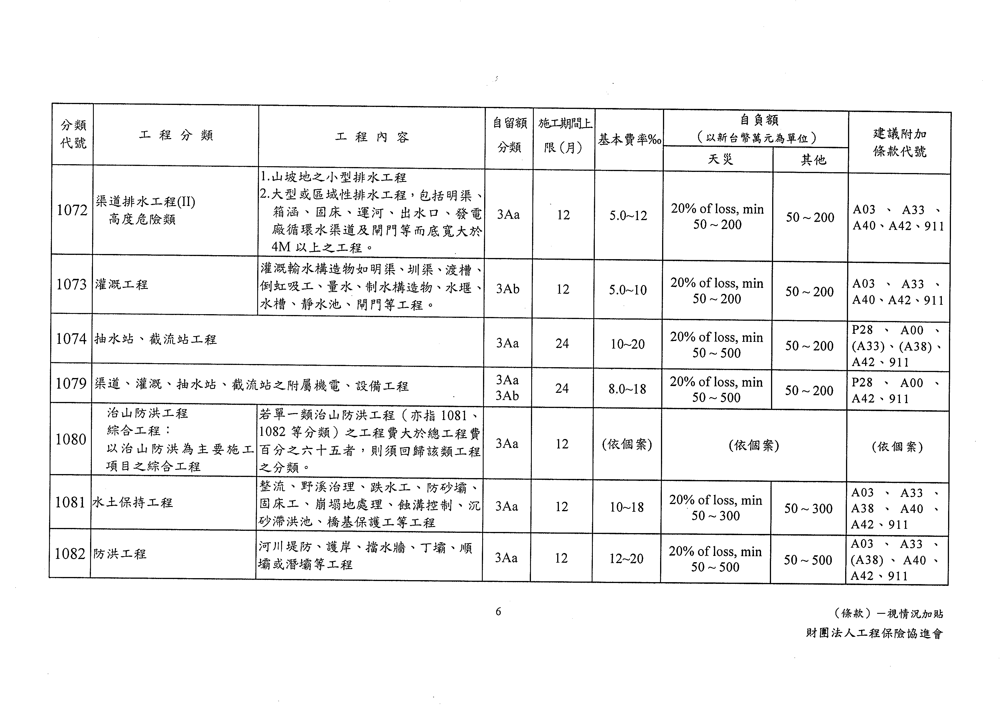 分類
代號
工程分類
工程內容
自留額
分類
施工期間上
限(月)
基本費率‰
自負額
(以新台幣萬元為單位)
天災
其他
建議附加
條款代號
1072
渠道排水工程(II)
高度危險類
1.山坡地之小型排水工程
2.大型或區域性排水工程，包括明渠、
箱涵、固床、運河、出水口、發電
廠循環水渠道及閘門等而底寬大於
4M 以上之工程。
3Aa
12
5.0~12
20% of loss, min
50～200
50～200
A03 、 A33 、
A40、A42、911
1073
灌溉工程
灌溉輸水構造物如明渠、圳渠、渡槽、
倒虹吸工、量水、制水構造物、水堰、
水槽、靜水池、閘門等工程。
3Ab
12
5.0~10
20% of loss, min
50～200
50～200
A03 、 A33 、
A40、A42、911
1074
抽水站、截流站工程
3Aa
24
10~20
20% of loss, min
50～500
50～200
P28 、 A00 、
(A33)、(A38)、
A42、911
1079
渠道、灌溉、抽水站、截流站之附屬機電、設備工程
3Aa
3Ab
24
8.0~18
20% of loss, min
50～500
50～200
P28 、 A00 、
A42、911
1080
治山防洪工程
綜合工程：
以治山防洪為主要施工
項目之綜合工程
若單一類治山防洪工程（亦指 1081、
1082 等分類）之工程費大於總工程費
百分之六十五者，則須回歸該類工程
之分類。
3Aa
12
(依個案)
(依個案)
(依個案)
1081
水土保持工程
整流、野溪治理、跌水工、防砂壩、
固床工、崩塌地處理、蝕溝控制、沉
砂滯洪池、橋基保護工等工程
3Aa
12
10~18
20% of loss, min
50～300
50～300
A03 、 A33 、
A38 、 A40 、
A42、911
1082
防洪工程
河川堤防、護岸、擋水牆、丁壩、順
壩或潛壩等工程
3Aa
12
12~20
20% of loss, min
50～500
50～500
A03 、 A33 、
(A38)、 A40 、
A42、911
6
（條款）－視情況加貼
財團法人工程保險協進會